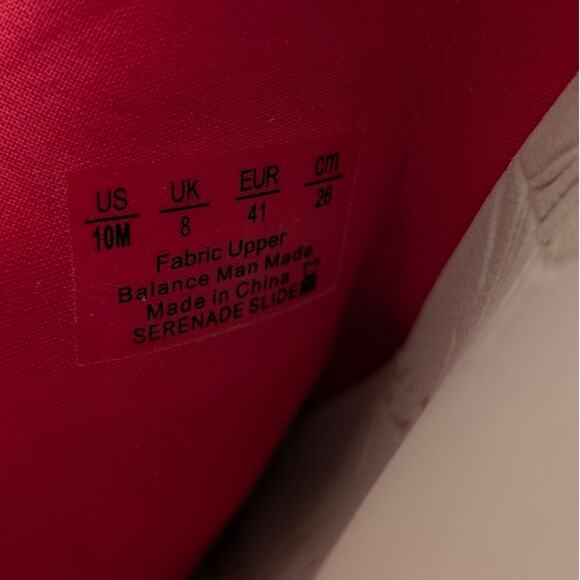 US UK EUR cm
10M 8 41 26
Fabric Upper
Balance Man Made
Made in China
SERENADE SLIDE